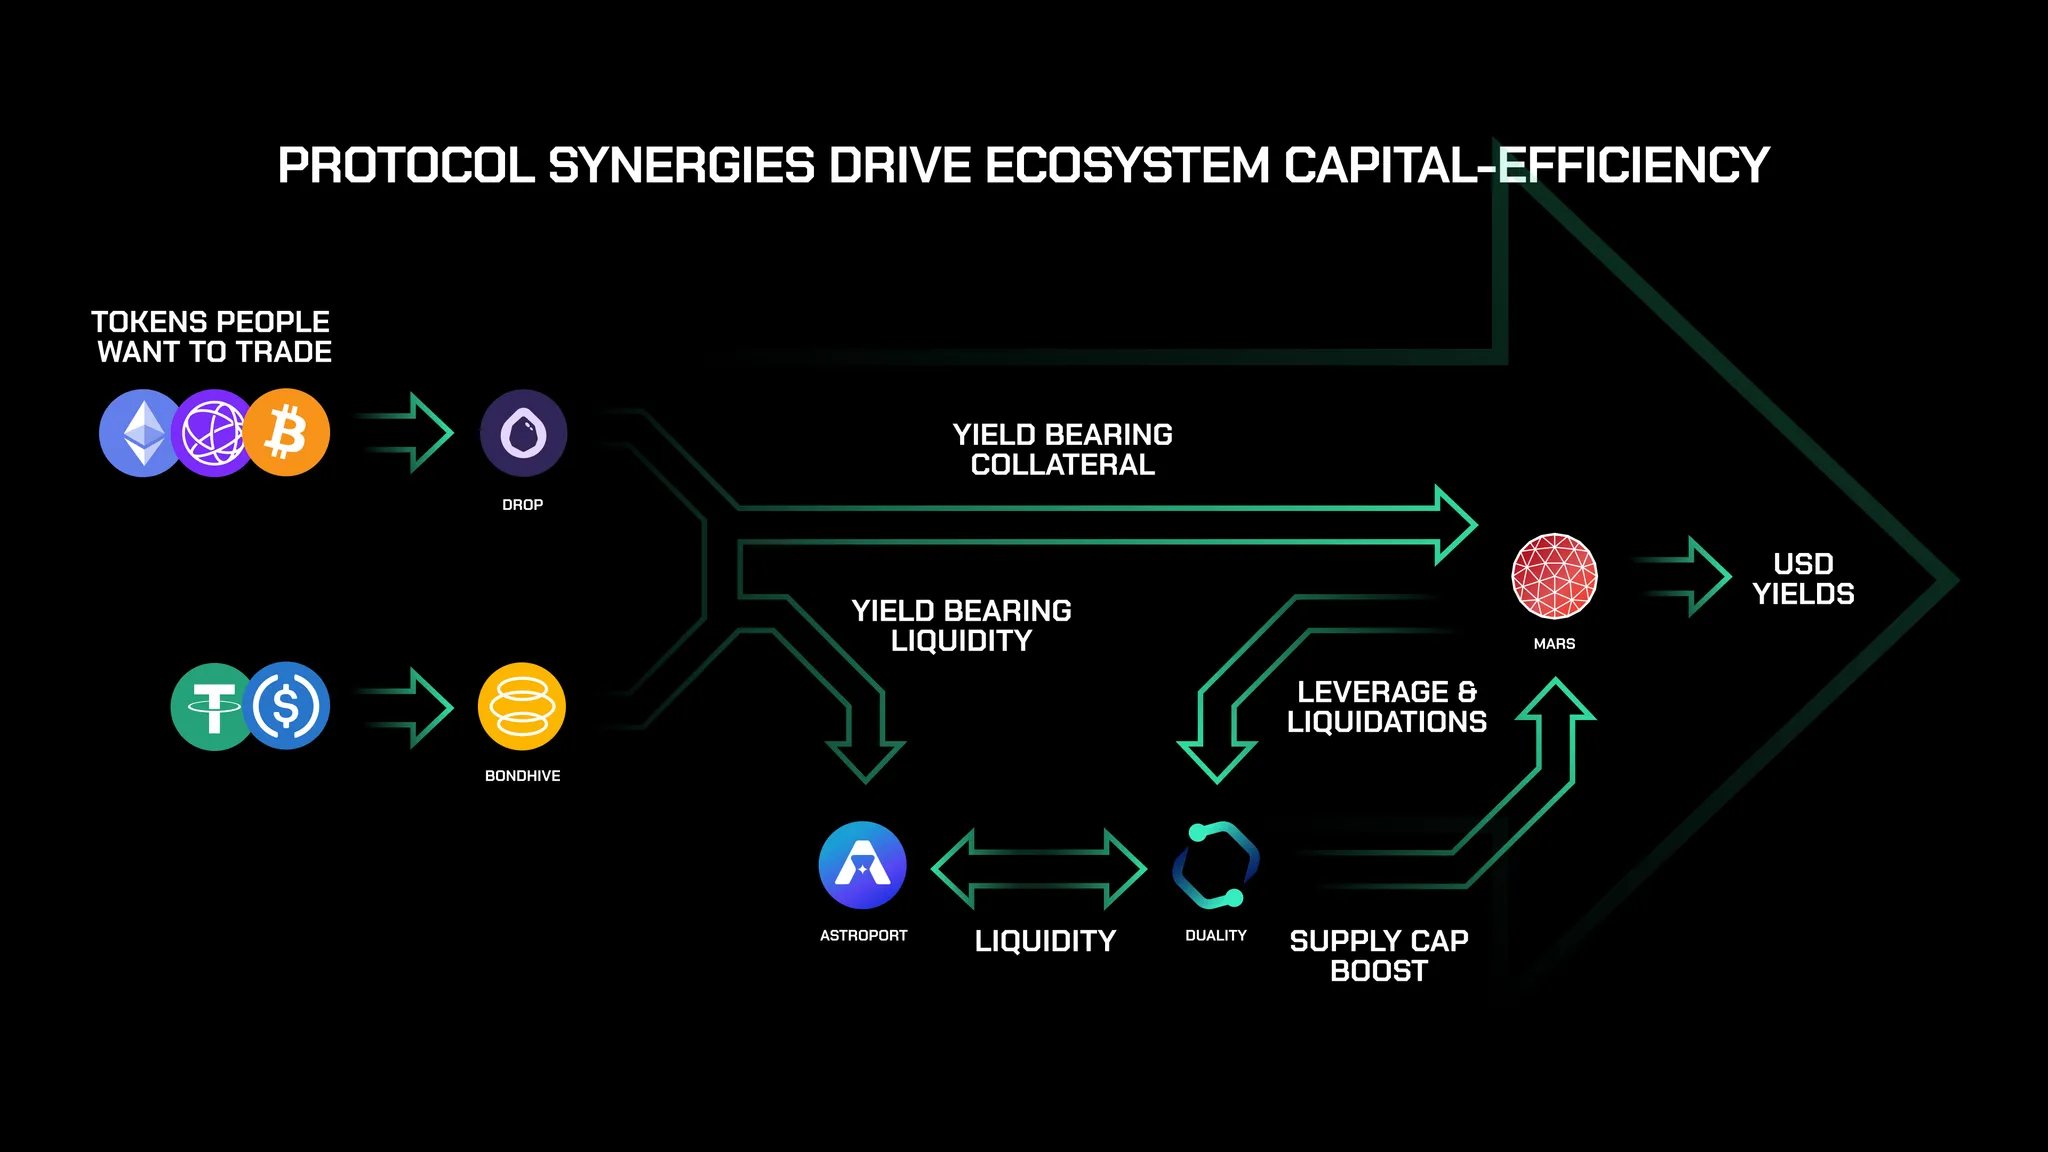 PROTOCOL SYNERGIES DRIVE ECOSYSTEM CAPITAL-EFFICIENCY
TOKENS PEOPLE
WANT TO TRADE
DROP
YIELD BEARING
COLLATERAL
YIELD BEARING
LIQUIDITY
MARS
USD
YIELDS
BONDHIVE
LEVERAGE &
LIQUIDATIONS
ASTROPORT
LIQUIDITY
DUALITY
SUPPLY CAP
BOOST